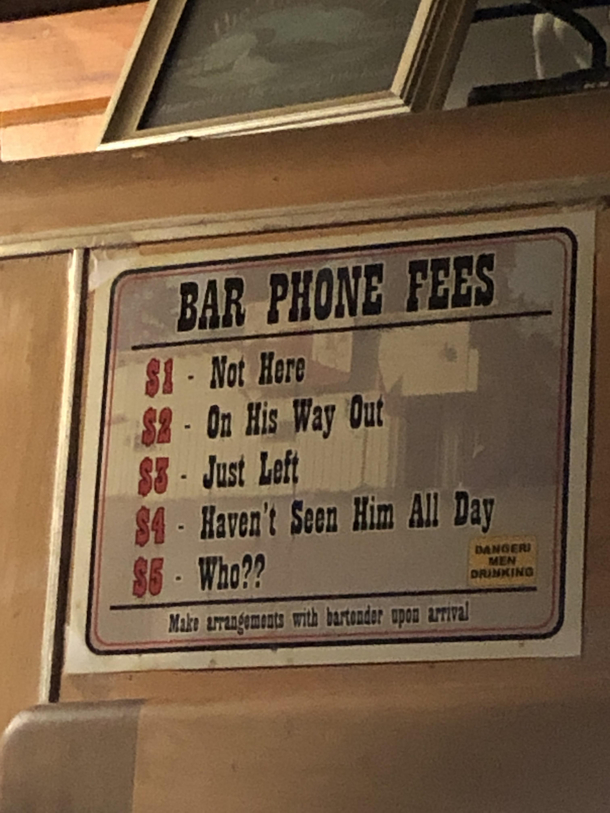 BAR PHONE FEES
$1 - Not Here
$2 - On His Way Out
$3 - Just Left
$4 - Haven't Seen Him All Day
$5 - Who??
DANGER!
MEN
DRINKING
Make arrangements with bartender upon arrival